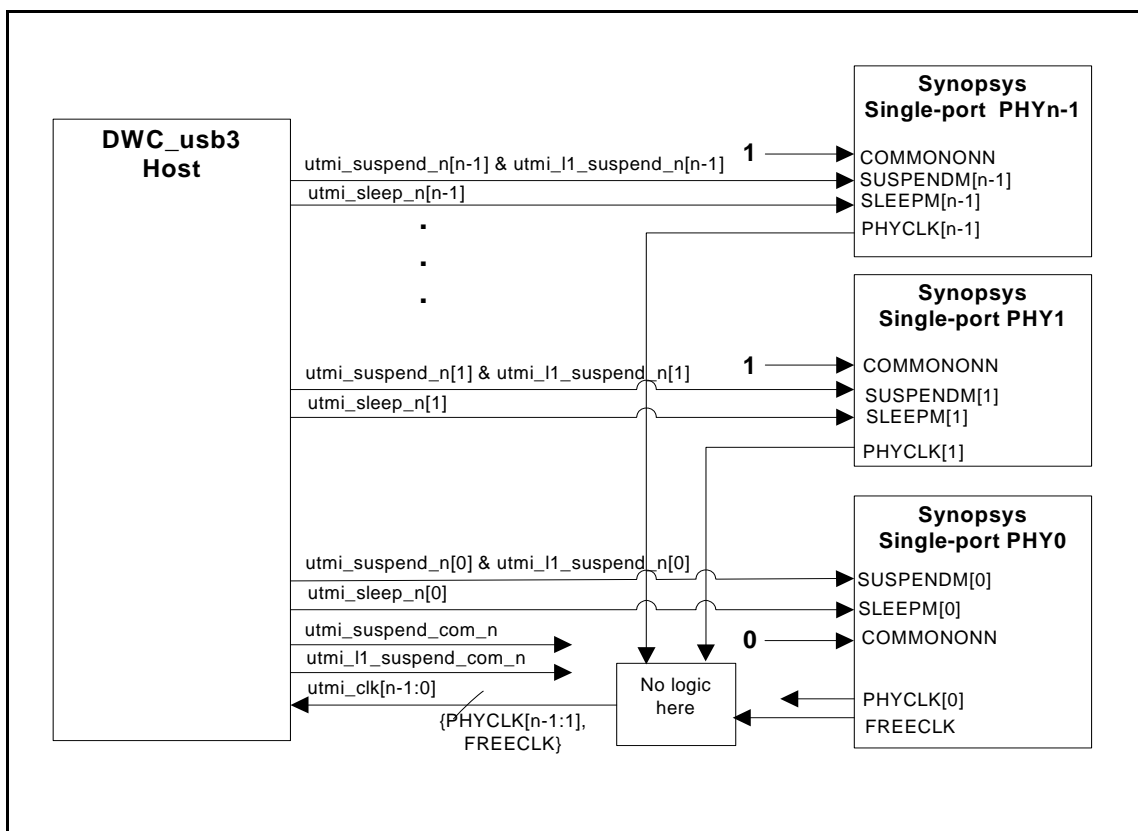 DWC_usb3
Host
utmi_suspend_n[n-1] & utmi_l1_suspend_n[n-1]
utmi_sleep_n[n-1]
utmi_suspend_n[1] & utmi_l1_suspend_n[1]
utmi_sleep_n[1]
utmi_suspend_n[0] & utmi_l1_suspend_n[0]
utmi_sleep_n[0]
utmi_suspend_com_n
utmi_l1_suspend_com_n
utmi_clk[n-1:0]
{PHYCLK[n-1:1],
FREECLK}
No logic
here
Synopsys
Single-port PHYn-1
1
COMMONONN
SUSPENDM[n-1]
SLEEPM[n-1]
PHYCLK[n-1]
Synopsys
Single-port PHY1
1
COMMONONN
SUSPENDM[1]
SLEEPM[1]
PHYCLK[1]
Synopsys
Single-port PHY0
SUSPENDM[0]
SLEEPM[0]
0
COMMONONN
PHYCLK[0]
FREECLK